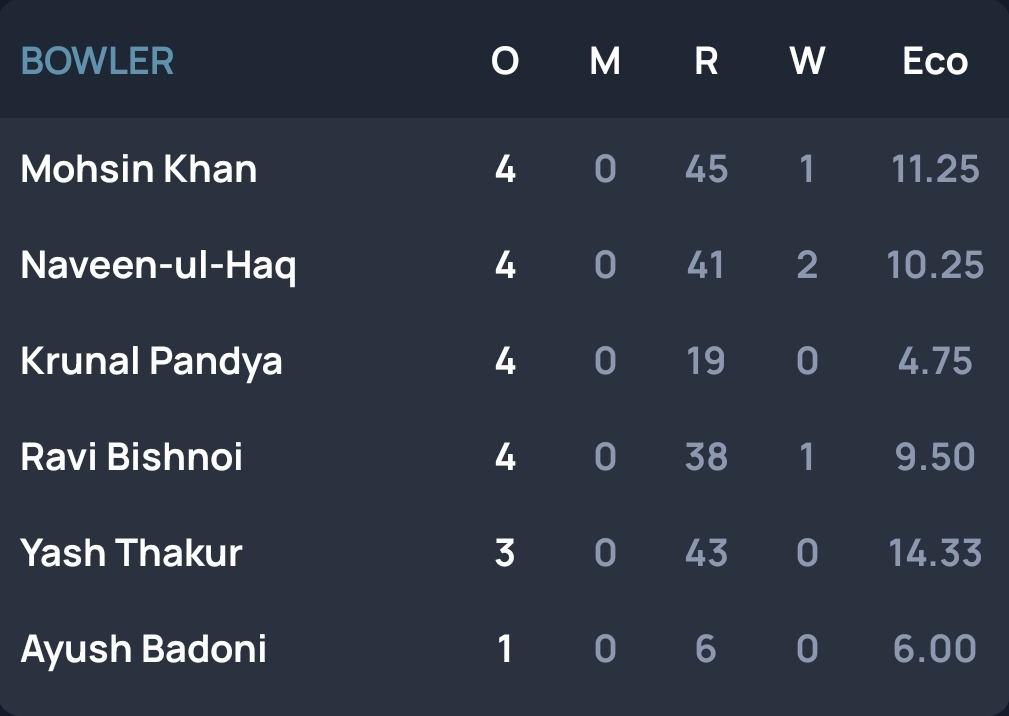 BOWLER O M R W Eco
Mohsin Khan 4 0 45 1 11.25
Naveen-ul-Haq 4 0 41 2 10.25
Krunal Pandya 4 0 19 0 4.75
Ravi Bishnoi 4 0 38 1 9.50
Yash Thakur 3 0 43 0 14.33
Ayush Badoni 1 0 6 0 6.00